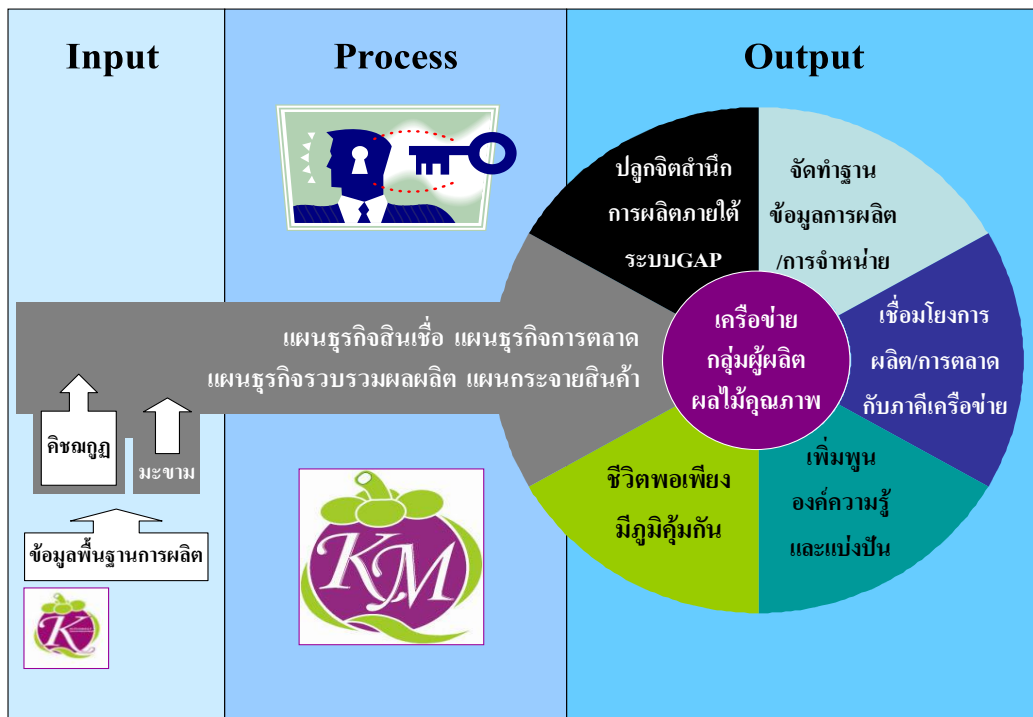 Input
Process
Output
แผนธุรกิจสินเชื่อ แผนธุรกิจการตลาด
แผนธุรกิจรวบรวมผลผลิต แผนกระจายสินค้า
คิชฌกูฏ
มะขาม
ข้อมูลพื้นฐานการผลิต
K
KM
ปลูกจิตสำนึก
การผลิตภายใต้
ระบบGAP
จัดทำฐาน
ข้อมูลการผลิต
/การจำหน่าย
เชื่อมโยงการ
ผลิต/การตลาด
กับภาคีเครือข่าย
เพิ่มพูน
องค์ความรู้
และแบ่งปัน
ชีวิตพอเพียง
มีภูมิคุ้มกัน
เครือข่าย
กลุ่มผู้ผลิต
ผลไม้คุณภาพ